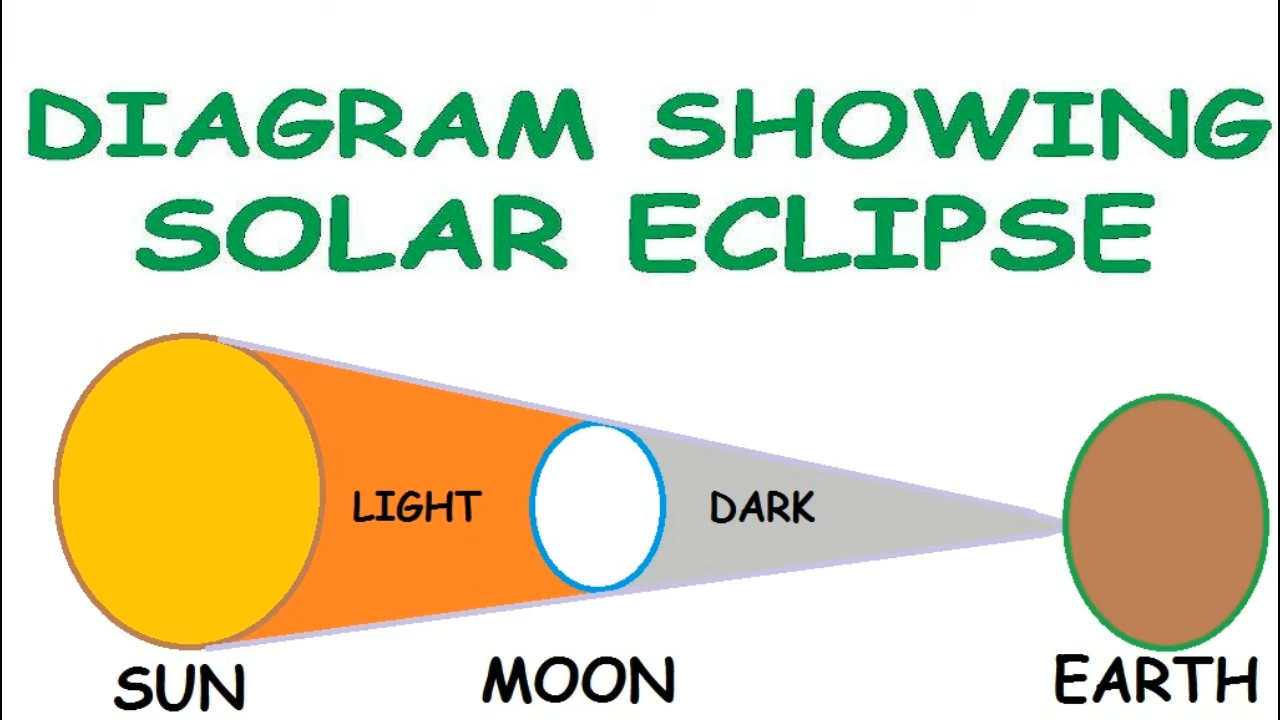 DIAGRAM SHOWING
SOLAR ECLIPSE
LIGHT
DARK
SUN
MOON
EARTH